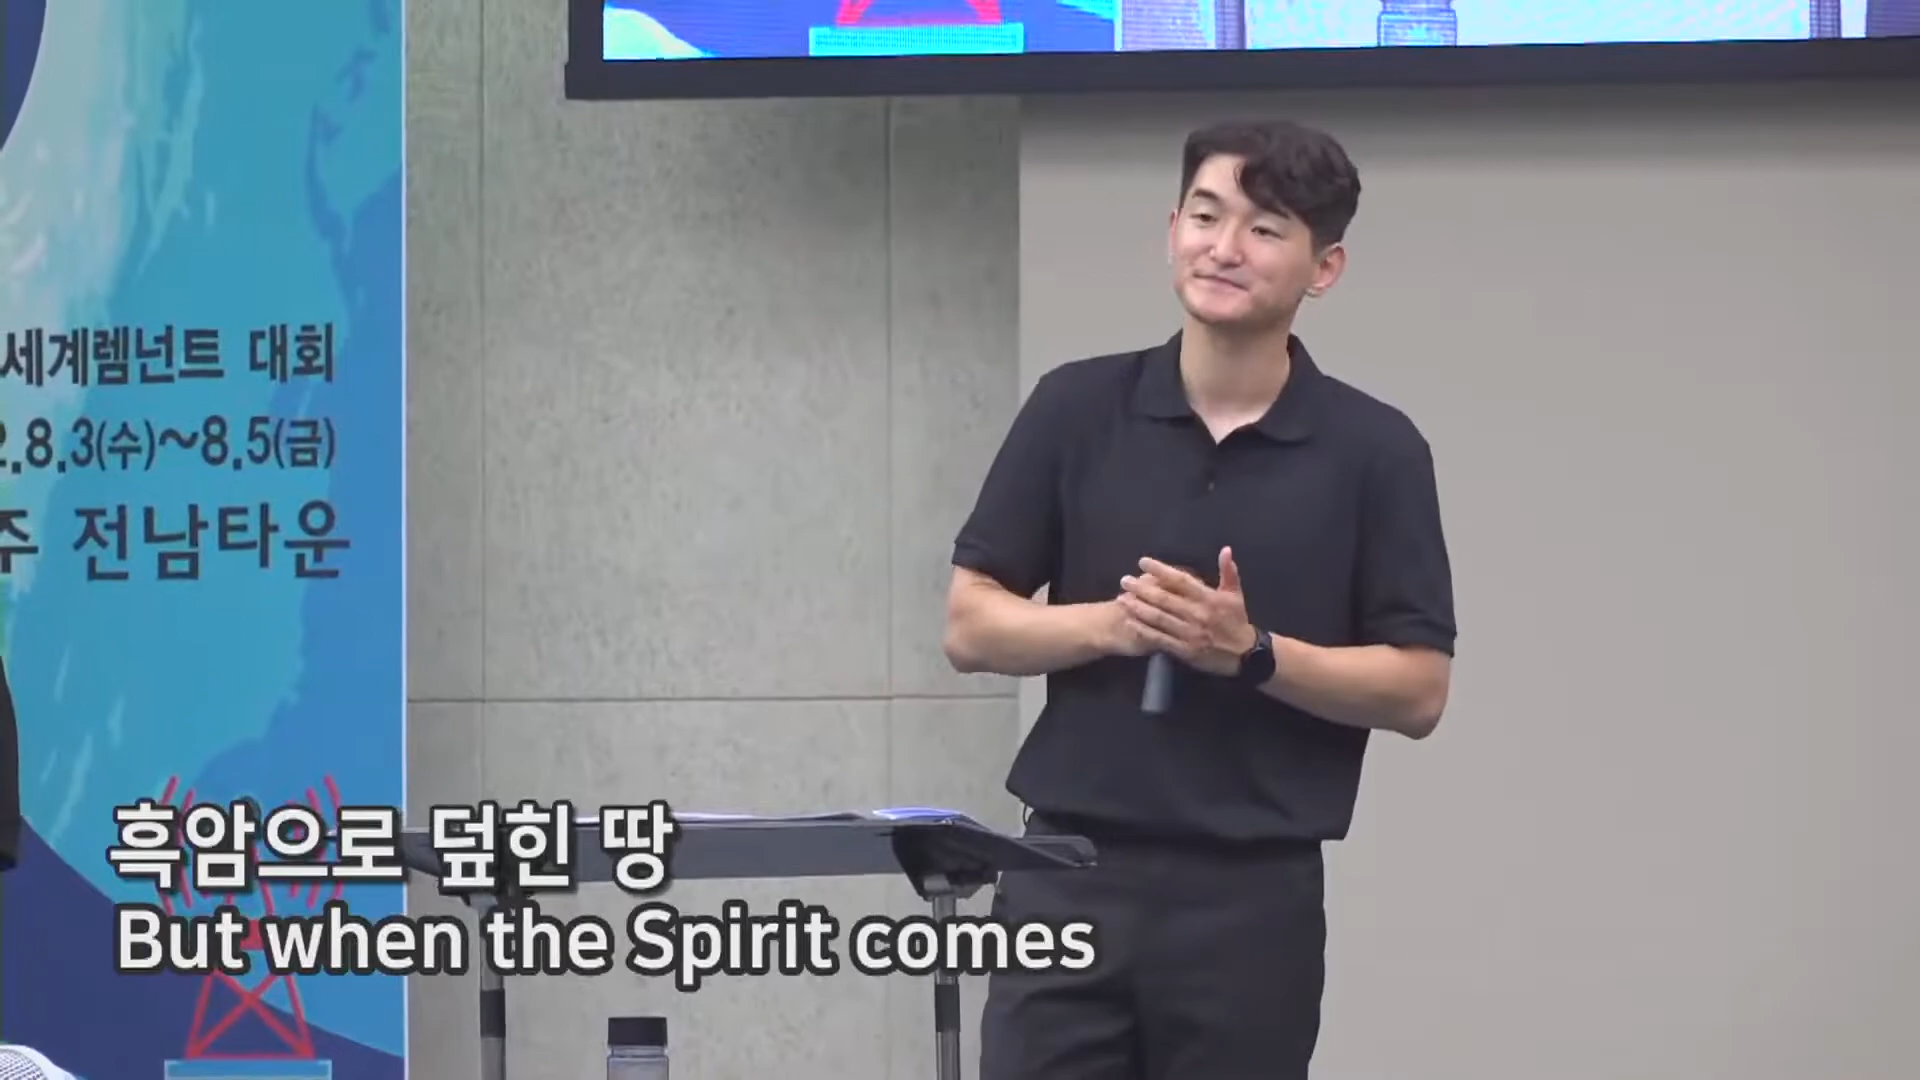 세계렘넌트 대회
2.8.3(수)~8.5(금)
주 전남타운
흑암으로 덮힌 땅
But when the Spirit comes